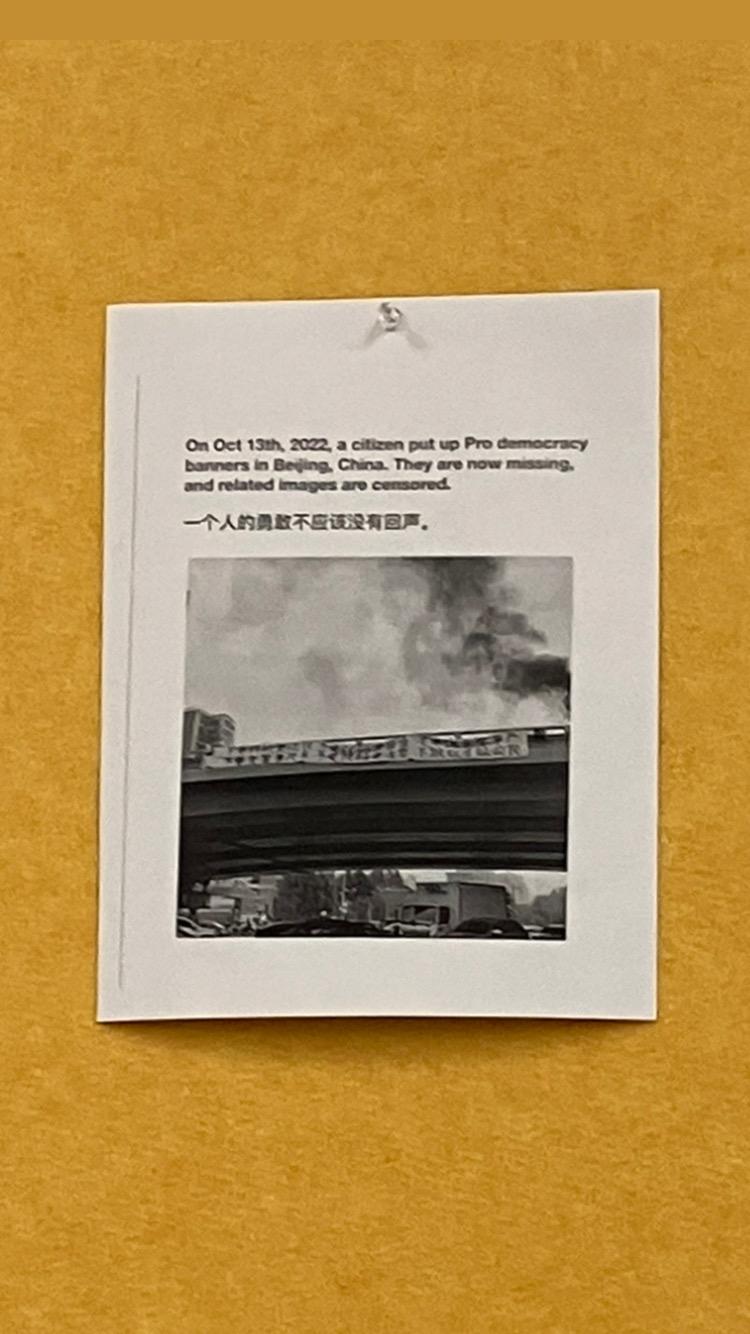 On Oct 13th, 2022, a citizen put up Pro democracy
banners in Beijing, China. They are now missing,
and related images are censored.
一个人的勇敢不应该没有回声。